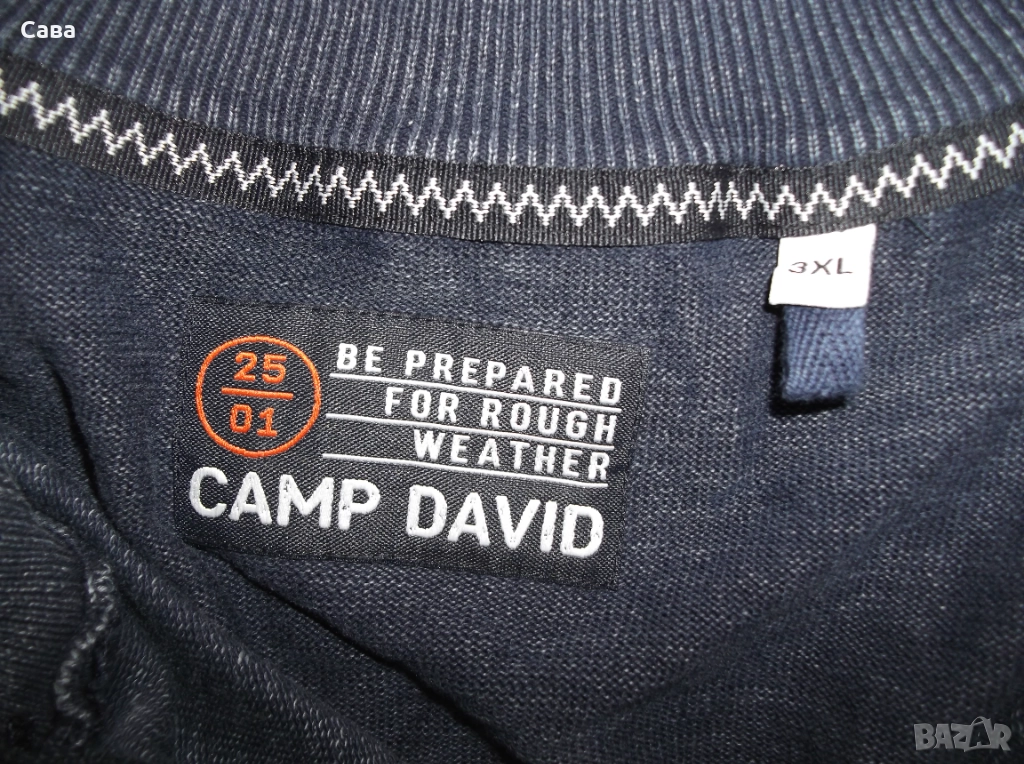 Сава
3XL
25
01
BE PREPARED
FOR ROUGH
WEATHER
CAMP DAVID
BAZAR